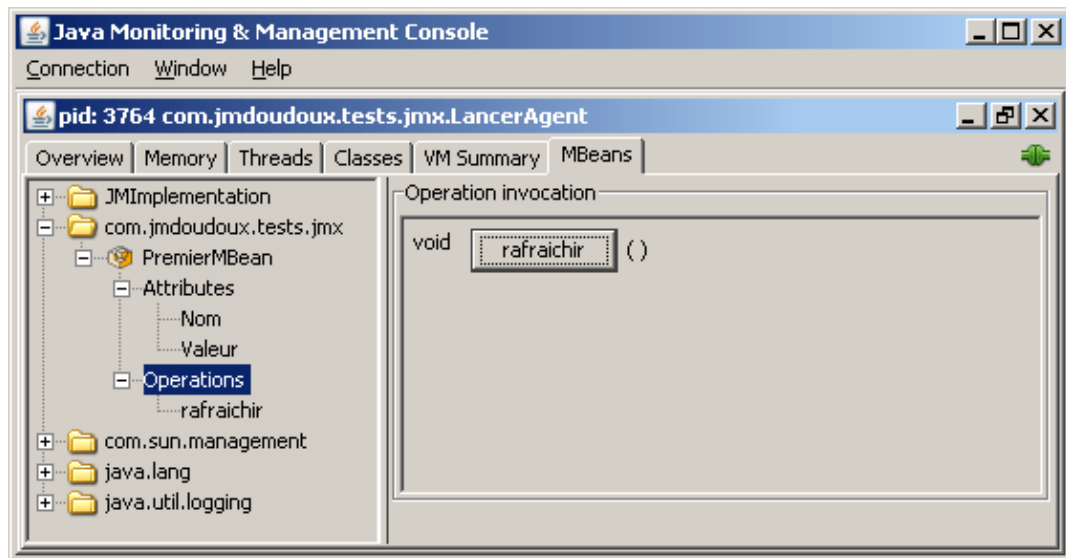 Java Monitoring & Management Console
Connection Window Help
pid: 3764 com.jmdoudoux.tests.jmx.LancerAgent
Overview Memory Threads Classes VM Summary MBeans
JMImplementation
com.jmdoudoux.tests.jmx
PremierMBean
Attributes
Nom
Valeur
Operations
rafraichir
com.sun.management
java.lang
java.util.logging
Operation invocation
void rafraichir ()